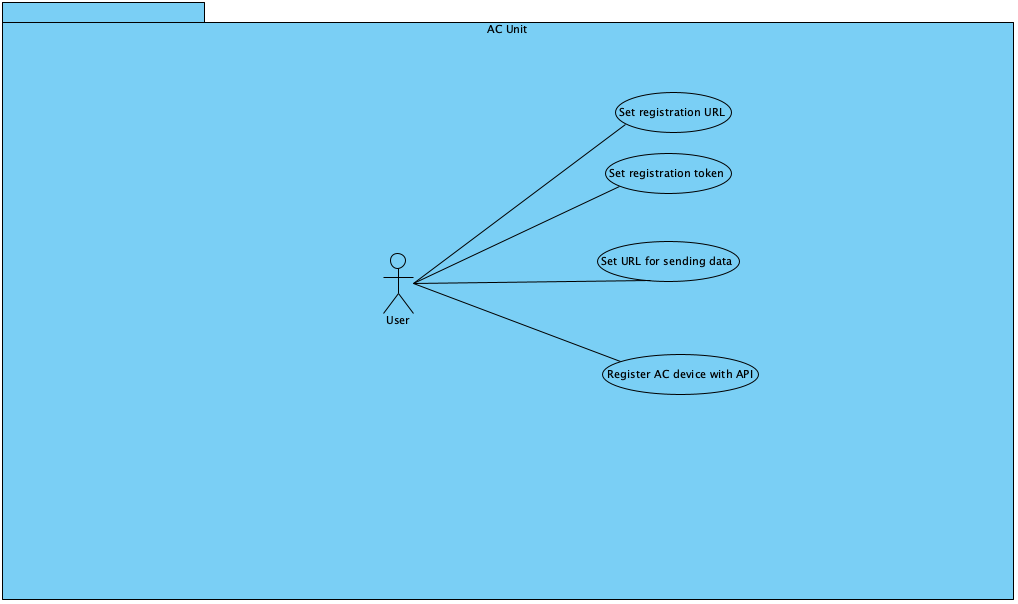 AC Unit
Set registration URL
Set registration token
Set URL for sending data
User
Register AC device with API